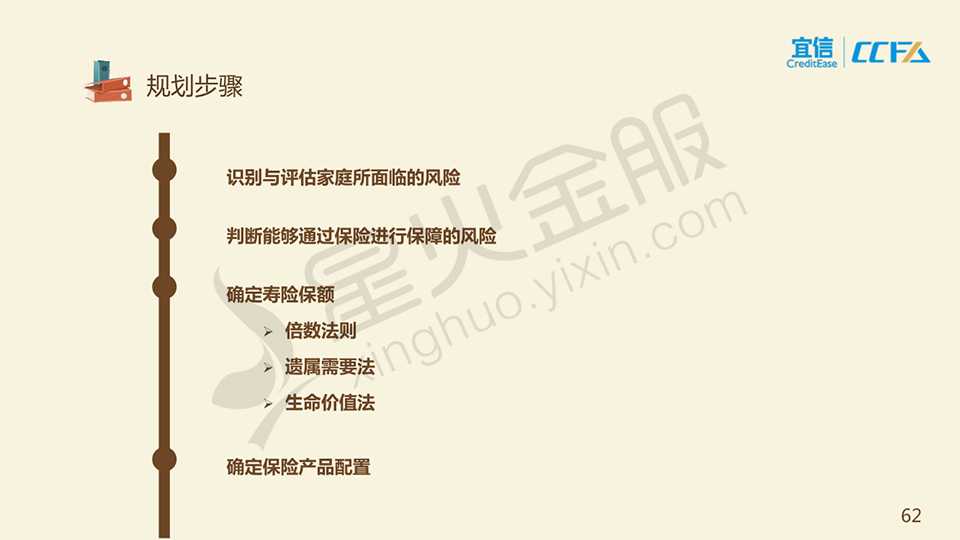 宜信
CreditEase
CCFA
规划步骤
识别与评估家庭所面临的风险
判断能够通过保险进行保障的风险
确定寿险保额
倍数法则
遗属需要法
生命价值法
确定保险产品配置
星火金服
xinghuo.yixin.com
62